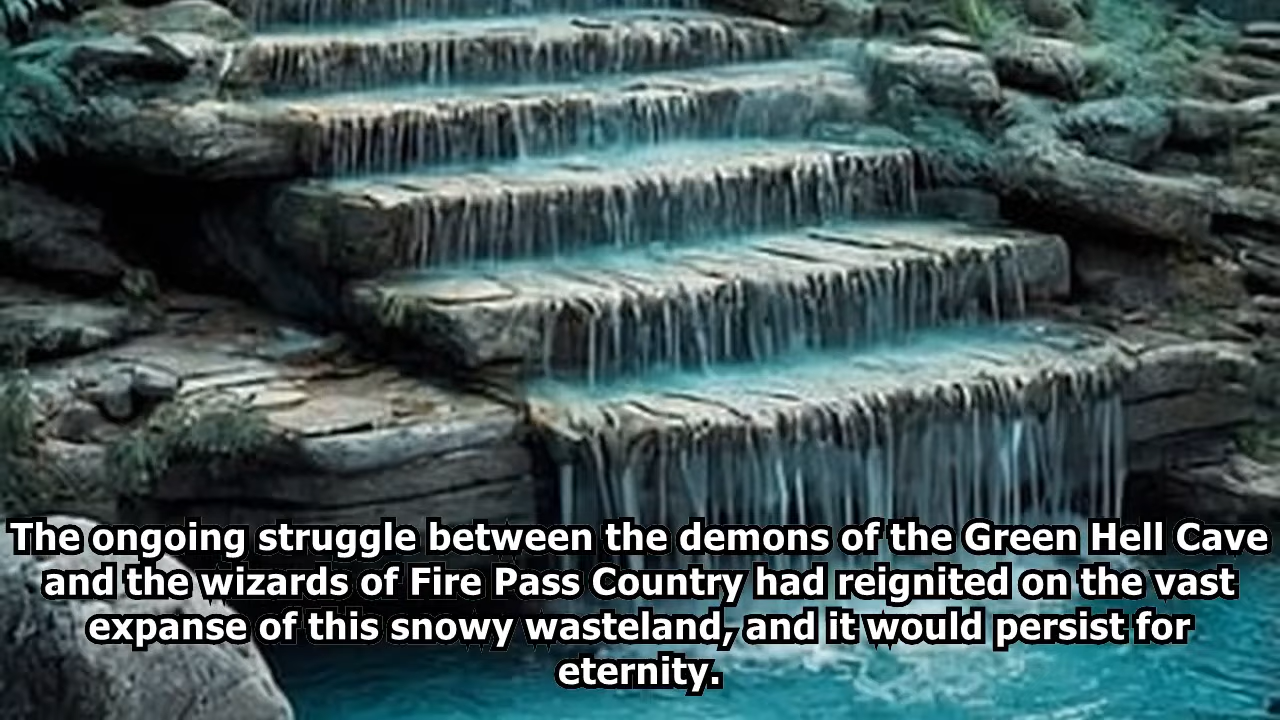 The ongoing struggle between the demons of the Green Hell Cave
and the wizards of Fire Pass Country had reignited on the vast
expanse of this snowy wasteland, and it would persist for
eternity.